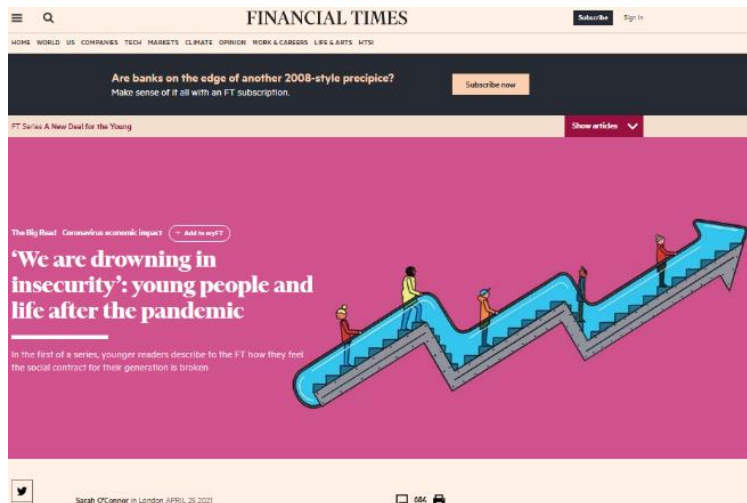 FINANCIAL TIMES
Subscribe
Sign In
HOME WORLD US COMPANIES TECH MARKETS CLIMATE OPINION WORK & CAREERS LIFE & ARTS HTSI
Are banks on the edge of another 2008-style precipice?
Make sense of it all with an FT subscription.
Subscribe now
FT Series A New Deal for the Young
Show articles
The Big Read Coronavirus economic impact + Add to myFT
‘We are drowning in
insecurity’: young people and
life after the pandemic
In the first of a series, younger readers describe to the FT how they feel
the social contract for their generation is broken
Sarah O'Connor in London APRIL 25 2021
684